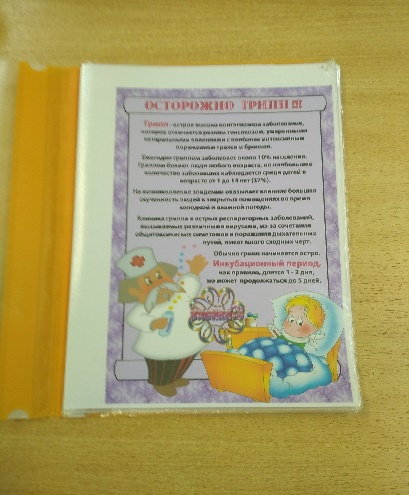 ОСТОРОЖНО ГРИПП!!!
Грипп - острое высоко контагиозное заболевание,
которое отличается резким токсикозом, умеренными
катаральными явлениями с наиболее интенсивным
поражением трахеи и бронхов.
Ежегодно гриппом заболевает около 10% населения.
Гриппом болеют люди любого возраста, но наибольшее
количество заболевших наблюдается среди детей в
возрасте от 1 до 14 лет (37%).
На возникновение эпидемии оказывает влияние большая
скученность людей в закрытых помещениях во время
холодной и влажной погоды.
Клиника гриппа и острых респираторных заболеваний,
вызываемых различными вирусами, из-за сочетания
общетоксических симптомов и поражения дыхательных
путей, имеет много сходных черт.
Обычно грипп начинается остро.
Инкубационный период,
как правило, длится 1 - 2 дня,
но может продолжаться до 5 дней.